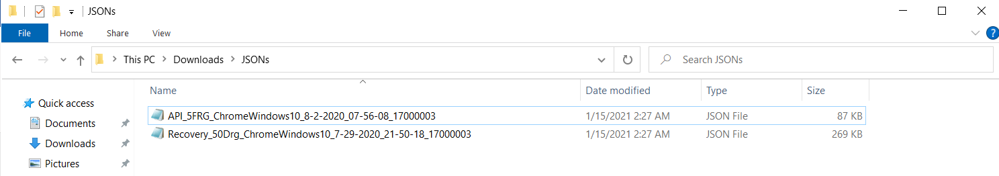 JSONs
File Home Share View ?
This PC Downloads JSONs Search JSONs
Name Date modified Type Size
Quick access
API_5FRG_ChromeWindows10_8-2-2020_07-56-08_17000003 1/15/2021 2:27 AM JSON File 87 KB
Documents
Recovery_50Drg_ChromeWindows10_7-29-2020_21-50-18_17000003 1/15/2021 2:27 AM JSON File 269 KB
Downloads
Pictures